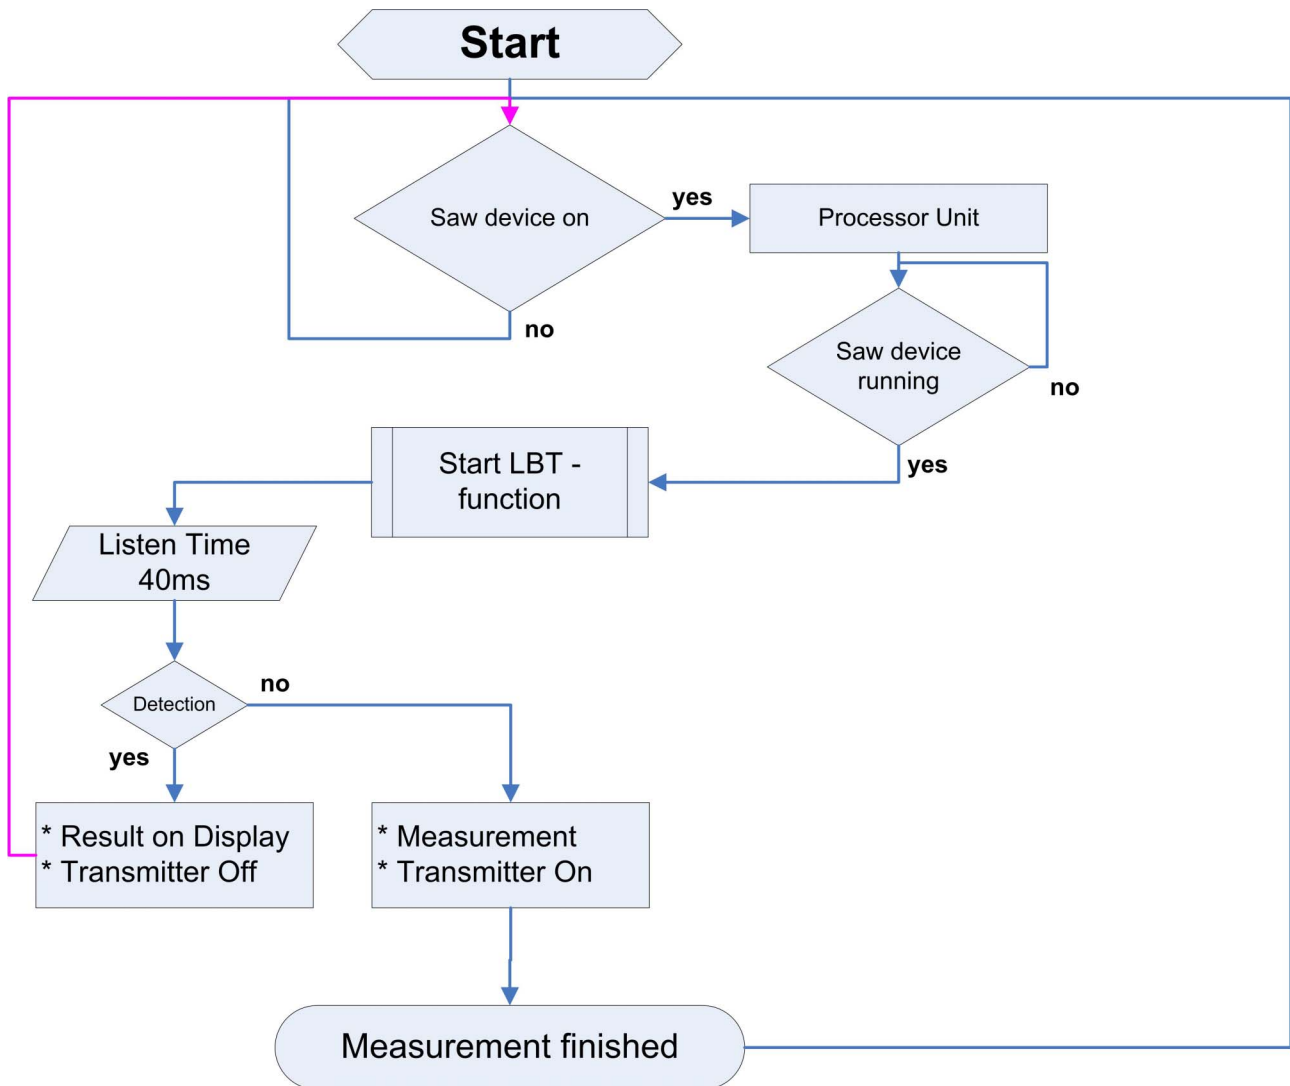 Start
Saw device on
yes
Processor Unit
no
Saw device
running
no
yes
Start LBT -
function
Listen Time
40ms
Detection
no
yes
* Result on Display
* Transmitter Off
* Measurement
* Transmitter On
Measurement finished